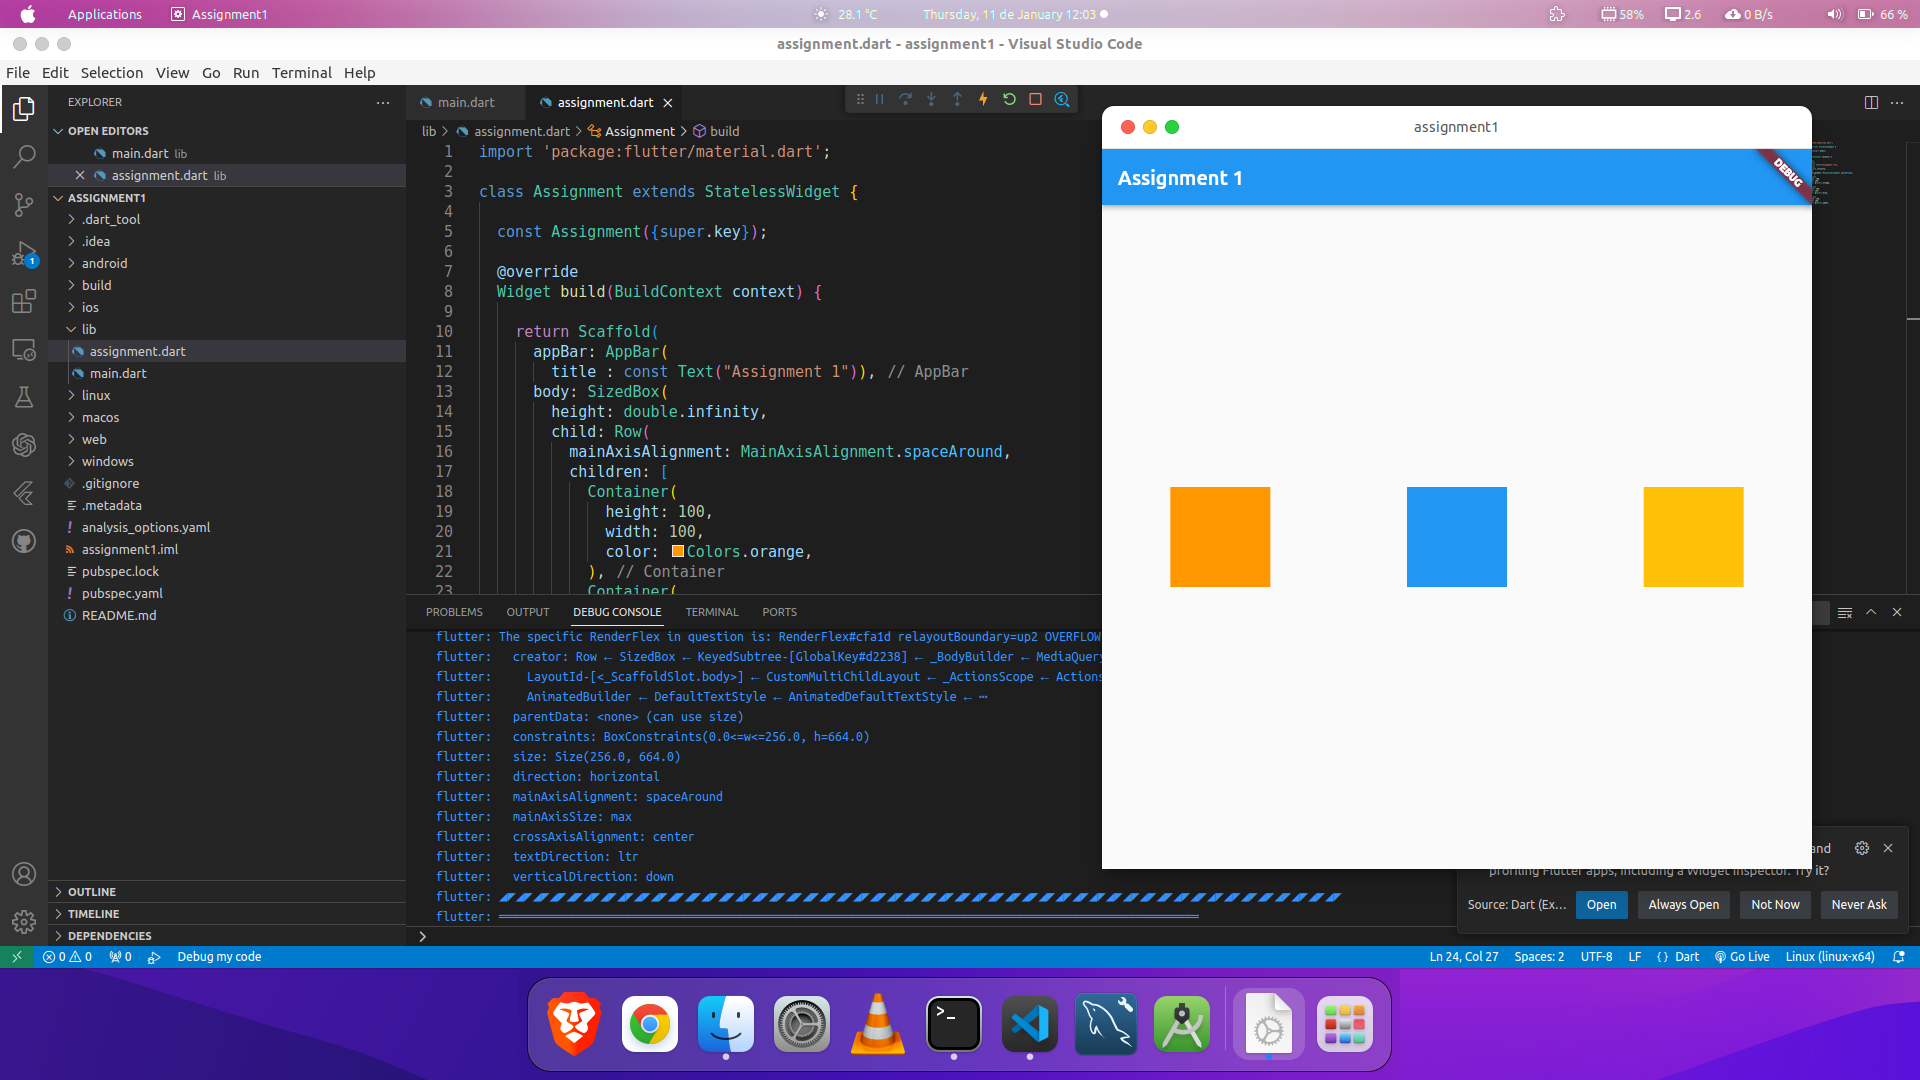 Applications
Assignment1
28.1 °C
Thursday, 11 de January 12:03
58%
2.6
0 B/s
66 %
assignment.dart - assignment1 - Visual Studio Code
File Edit Selection View Go Run Terminal Help
EXPLORER
OPEN EDITORS
main.dart lib
assignment.dart lib
ASSIGNMENT1
.dart_tool
.idea
android
build
ios
lib
assignment.dart
main.dart
linux
macos
web
windows
.gitignore
.metadata
analysis_options.yaml
assignment1.iml
pubspec.lock
pubspec.yaml
README.md
OUTLINE
TIMELINE
DEPENDENCIES
1
main.dart
assignment.dart
lib > assignment.dart > Assignment > build
1 import 'package:flutter/material.dart';
2
3 class Assignment extends StatelessWidget {
4
5 const Assignment({super.key});
6
7 @override
8 Widget build(BuildContext context) {
9
10 return Scaffold(
11 appBar: AppBar(
12 title : const Text("Assignment 1")), // AppBar
13 body: SizedBox(
14 height: double.infinity,
15 child: Row(
16 mainAxisAlignment: MainAxisAlignment.spaceAround,
17 children: [
18 Container(
19 height: 100,
20 width: 100,
21 color: Colors.orange,
22 ), // Container
23 Container(
PROBLEMS OUTPUT DEBUG CONSOLE TERMINAL PORTS
flutter: The specific RenderFlex in question is: RenderFlex#cfa1d relayoutBoundary=up2 OVERFLOW
flutter: creator: Row ← SizedBox ← KeyedSubtree-[GlobalKey#d2238] ← _BodyBuilder ← MediaQuery
flutter: LayoutId-[<_ScaffoldSlot.body>] ← CustomMultiChildLayout ← _ActionsScope ← Actions
flutter: AnimatedBuilder ← DefaultTextStyle ← AnimatedDefaultTextStyle ← ⋯
flutter: parentData: <none> (can use size)
flutter: constraints: BoxConstraints(0.0<=w<=256.0, h=664.0)
flutter: size: Size(256.0, 664.0)
flutter: direction: horizontal
flutter: mainAxisAlignment: spaceAround
flutter: mainAxisSize: max
flutter: crossAxisAlignment: center
flutter: textDirection: ltr
flutter: verticalDirection: down
flutter:
flutter:
assignment1
Assignment 1
DEBUG
and
profiling Flutter apps, including a Widget Inspector. Try it?
Source: Dart (Ex...
Open
Always Open
Not Now
Never Ask
0 0
0
Debug my code
Ln 24, Col 27
Spaces: 2
UTF-8
LF
{ } Dart
Go Live
Linux (linux-x64)